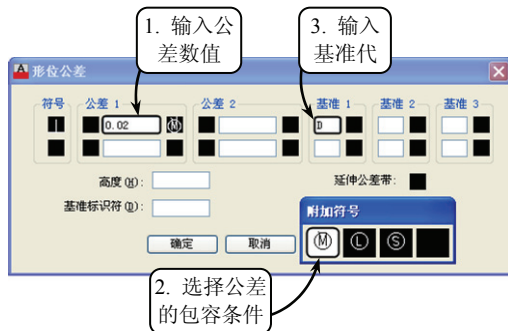 1. 输入公
差数值
3. 输入
基准代
形位公差
符号 公差 1 公差 2 基准 1 基准 2 基准 3
0.02 Ⓜ D
高度(H): 延伸公差带:
基准标识符(D):
附加符号
Ⓜ Ⓛ Ⓢ
确定 取消
2. 选择公差
的包容条件